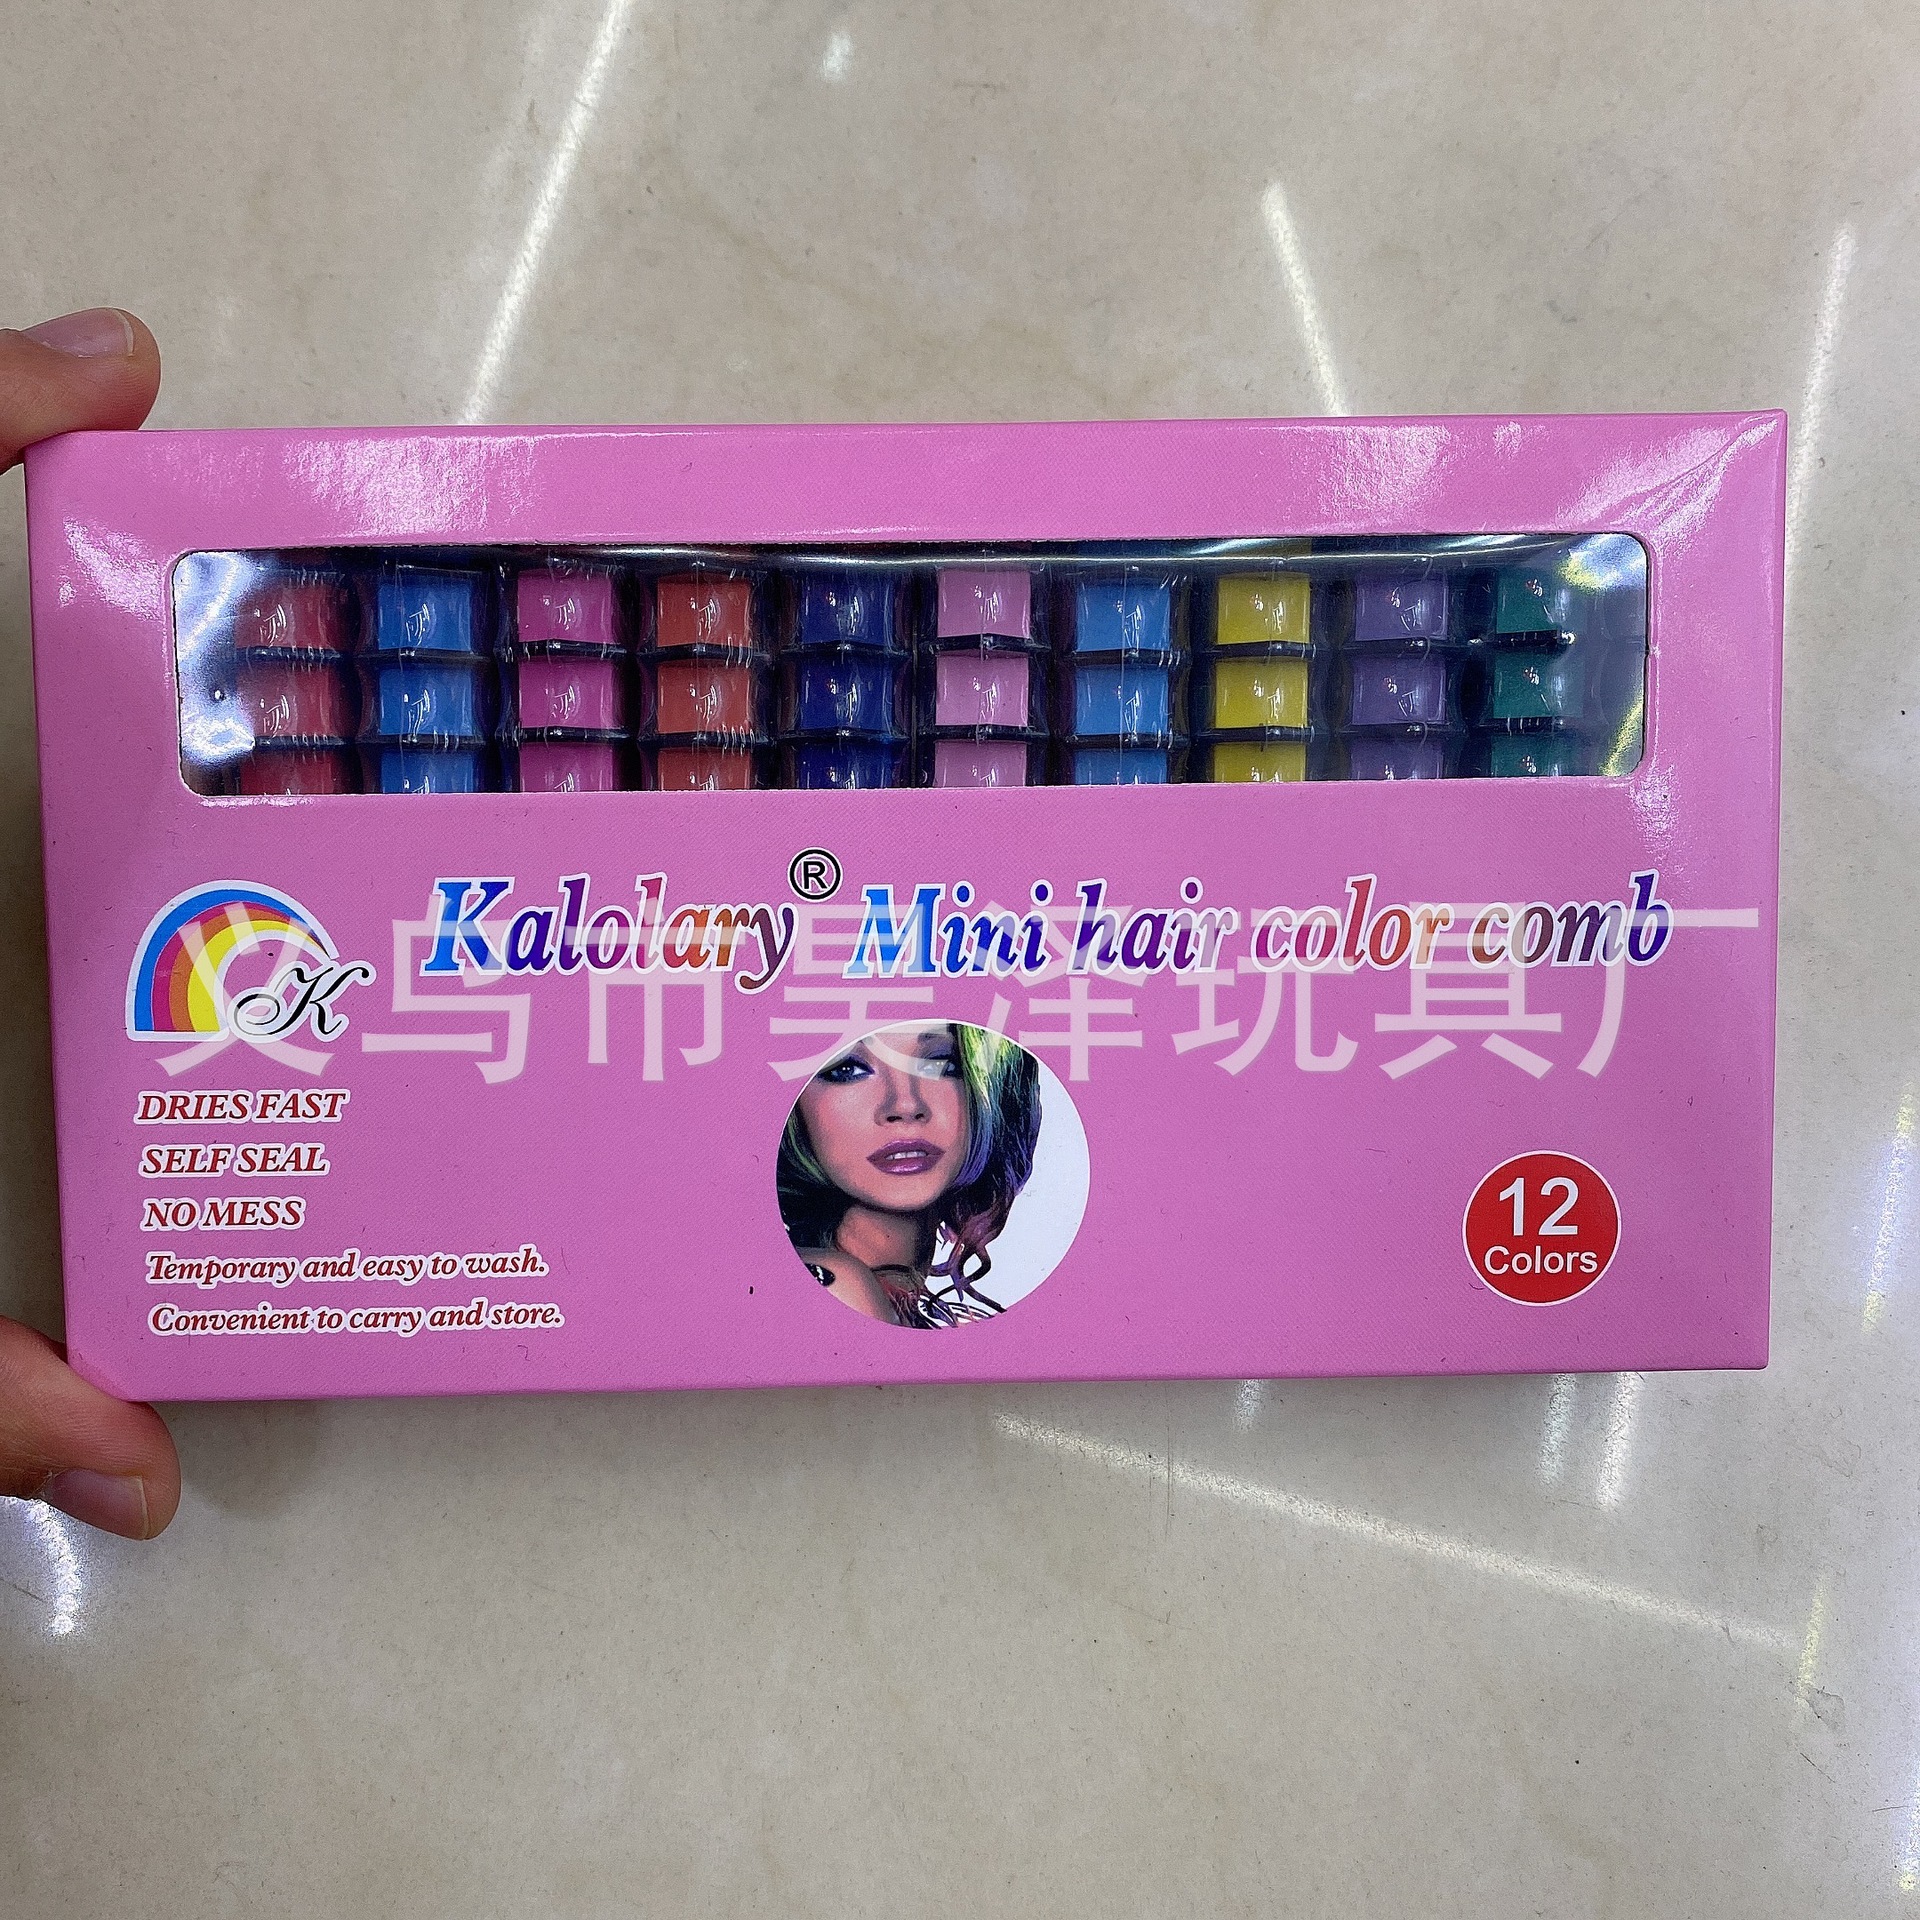 Kalolary® Mini hair color comb
K
义乌市昊泽玩具厂
DRIES FAST
SELF SEAL
NO MESS
Temporary and easy to wash.
Convenient to carry and store.
12
Colors